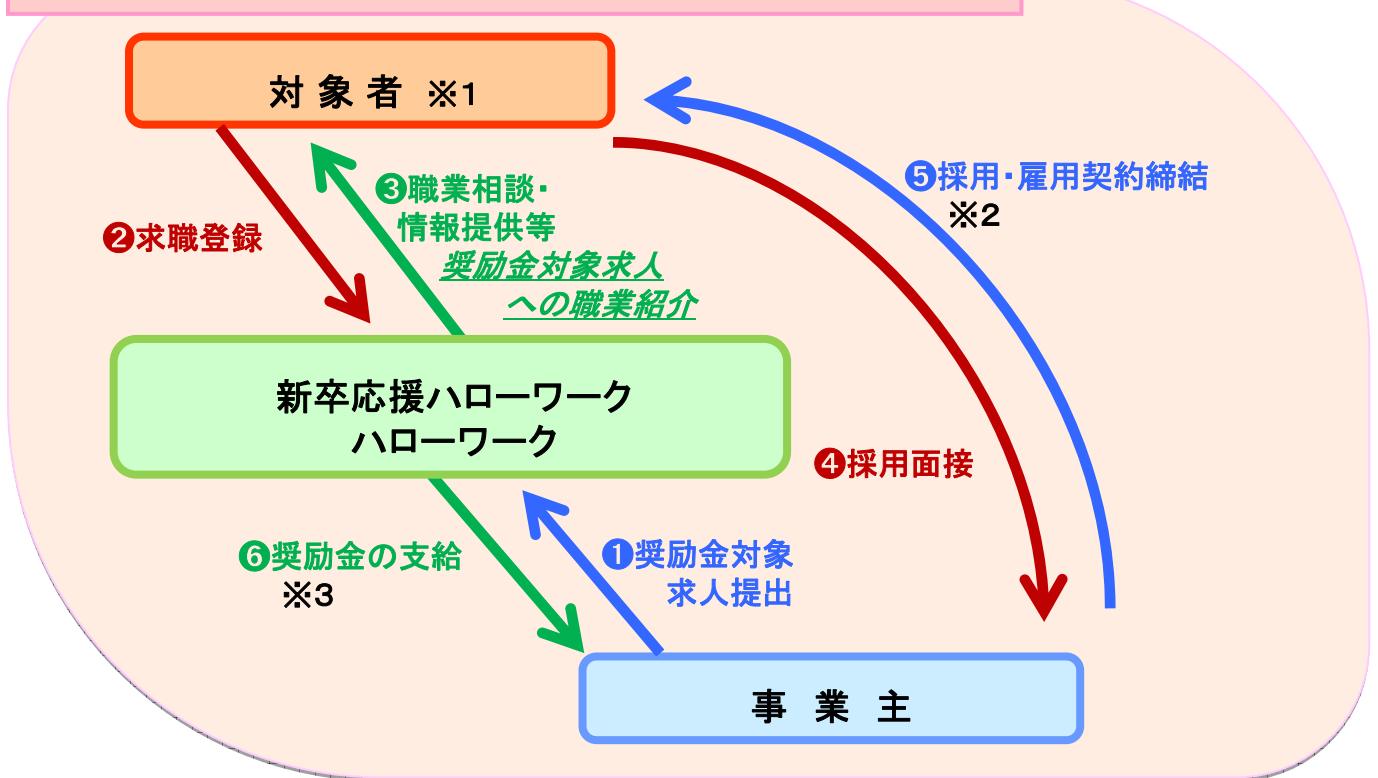 対象者 ※1
❺採用・雇用契約締結
※2
❸職業相談・
情報提供等
奨励金対象求人
への職業紹介
❷求職登録
新卒応援ハローワーク
ハローワーク
❹採用面接
❻奨励金の支給
※3
❶奨励金対象
求人提出
事業主